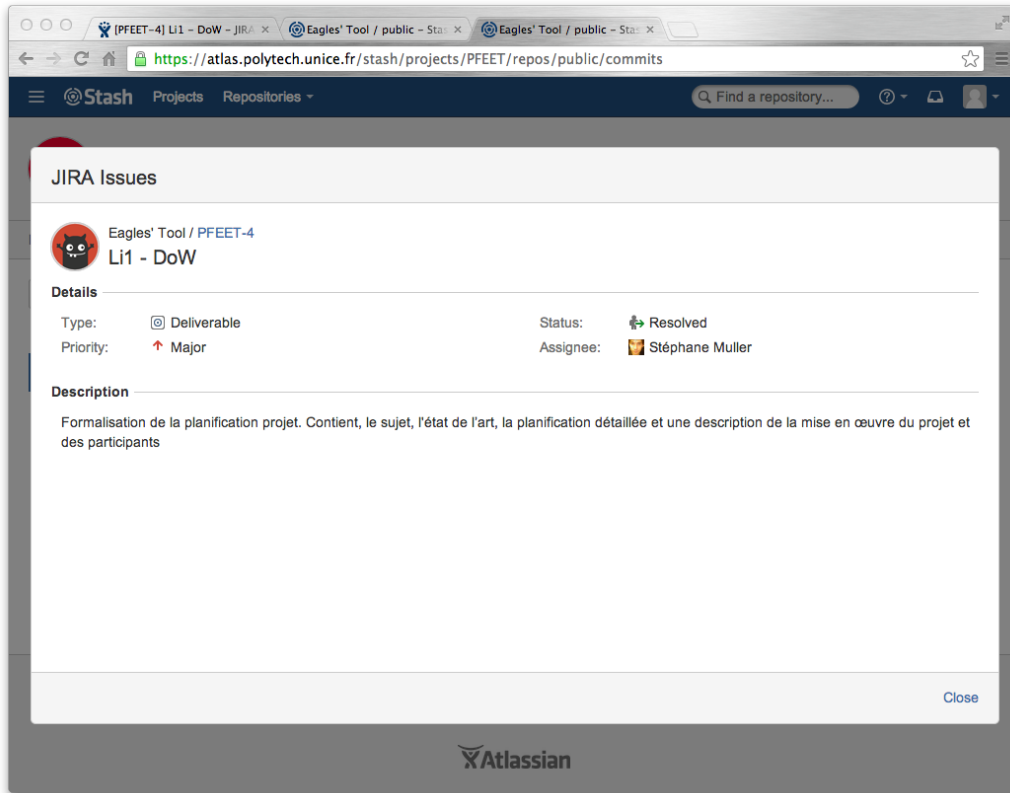 [PFEET-4] Li1 - DoW - JIRA
Eagles' Tool / public - Stas
Eagles' Tool / public - Stas
https://atlas.polytech.unice.fr/stash/projects/PFEET/repos/public/commits
Stash Projects Repositories Find a repository...
JIRA Issues
Eagles' Tool / PFEET-4
Li1 - DoW
Details
Type: Deliverable Status: Resolved
Priority: Major Assignee: Stéphane Muller
Description
Formalisation de la planification projet. Contient, le sujet, l'état de l'art, la planification détaillée et une description de la mise en œuvre du projet et
des participants
Close
Atlassian